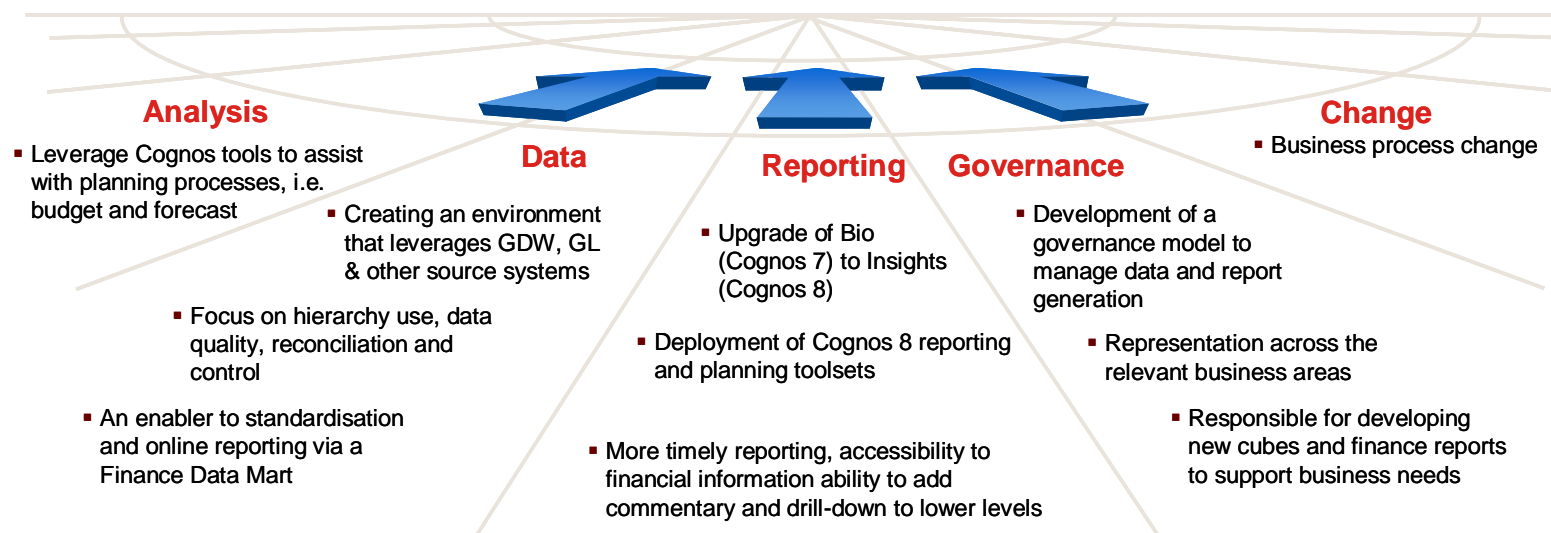 Analysis
▪ Leverage Cognos tools to assist
with planning processes, i.e.
budget and forecast
Data
▪ Creating an environment
that leverages GDW, GL
& other source systems
▪ Focus on hierarchy use, data
quality, reconciliation and
control
▪ An enabler to standardisation
and online reporting via a
Finance Data Mart
Reporting
▪ Upgrade of Bio
(Cognos 7) to Insights
(Cognos 8)
▪ Deployment of Cognos 8 reporting
and planning toolsets
▪ More timely reporting, accessibility to
financial information ability to add
commentary and drill-down to lower levels
Governance
▪ Development of a
governance model to
manage data and report
generation
▪ Representation across the
relevant business areas
▪ Responsible for developing
new cubes and finance reports
to support business needs
Change
▪ Business process change